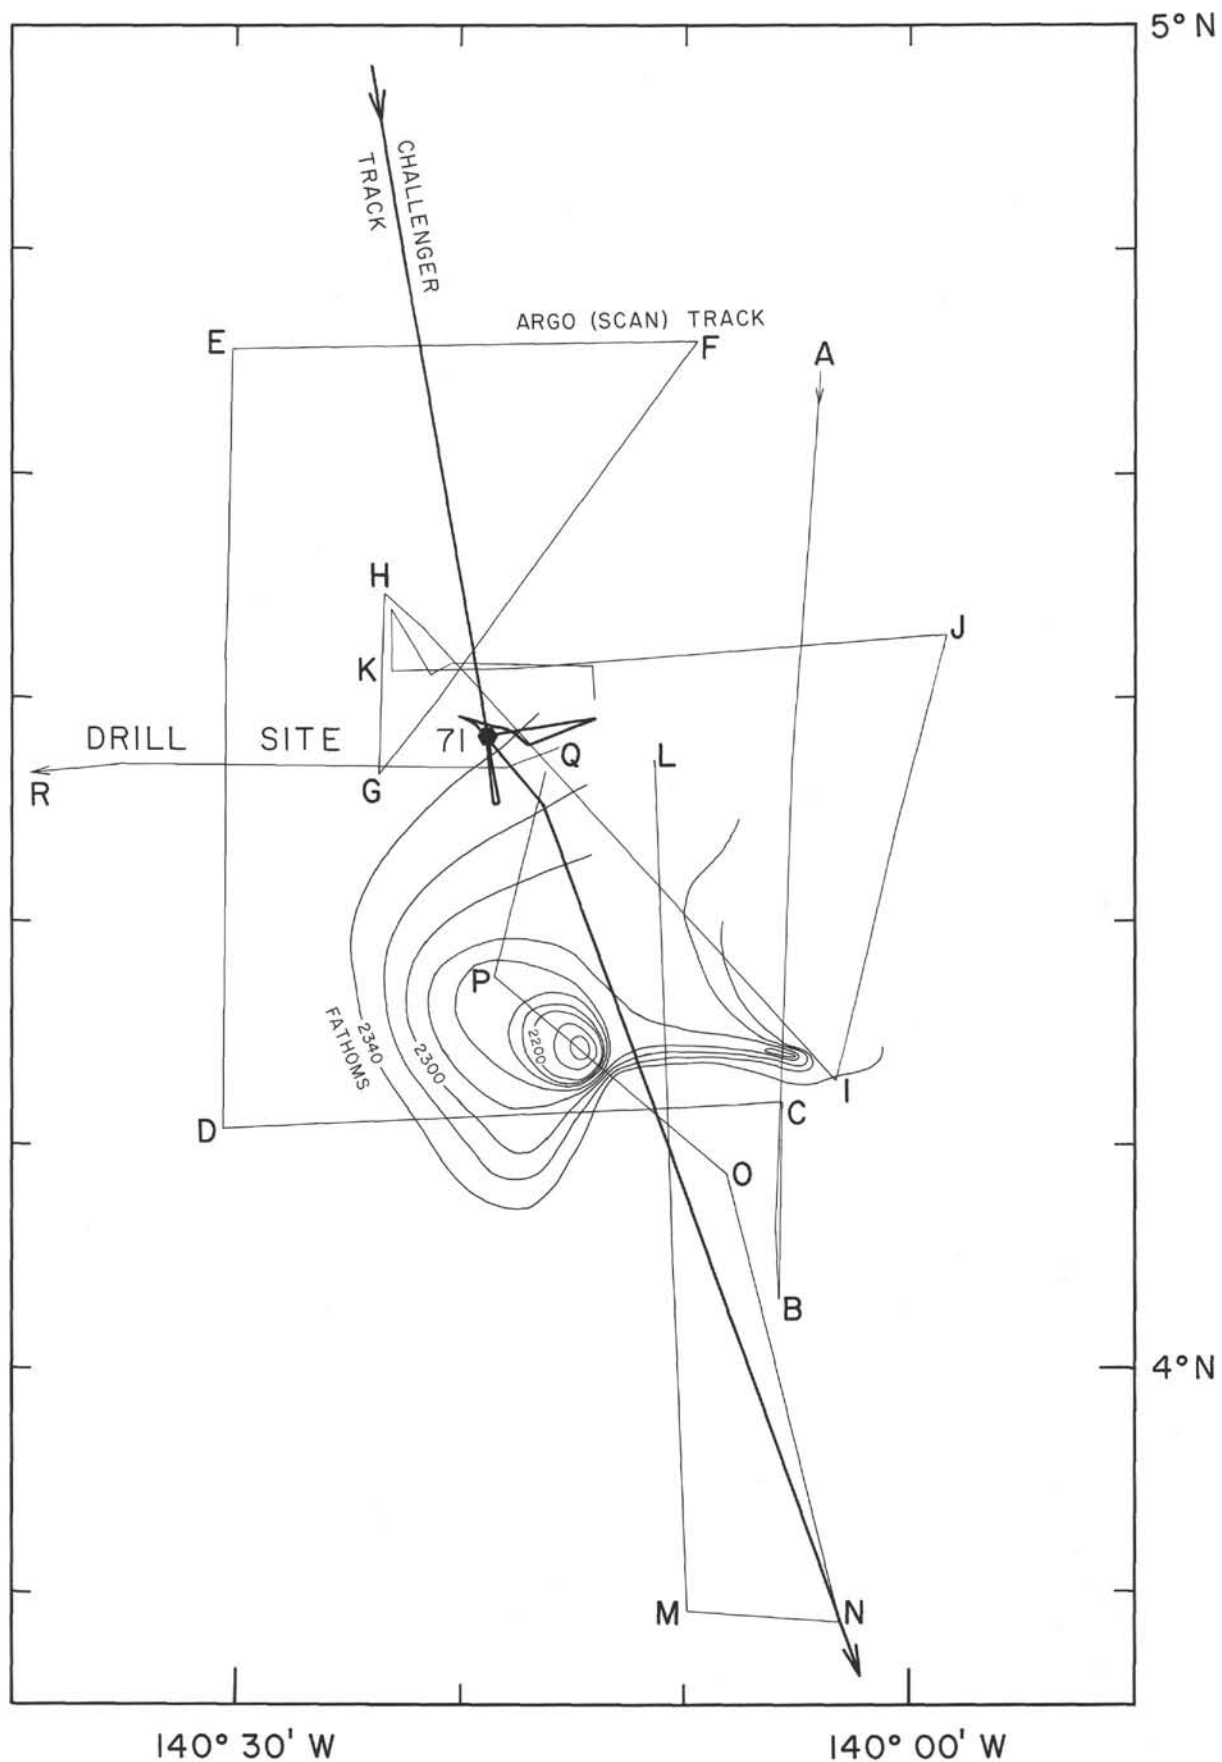 5° N
CHALLENGER
TRACK
ARGO (SCAN) TRACK
E
F
A
H
J
K
DRILL SITE 71
Q
L
R
G
P
2200
2340
FATHOMS
2300
I
C
D
O
B
4° N
M
N
140° 30' W
140° 00' W